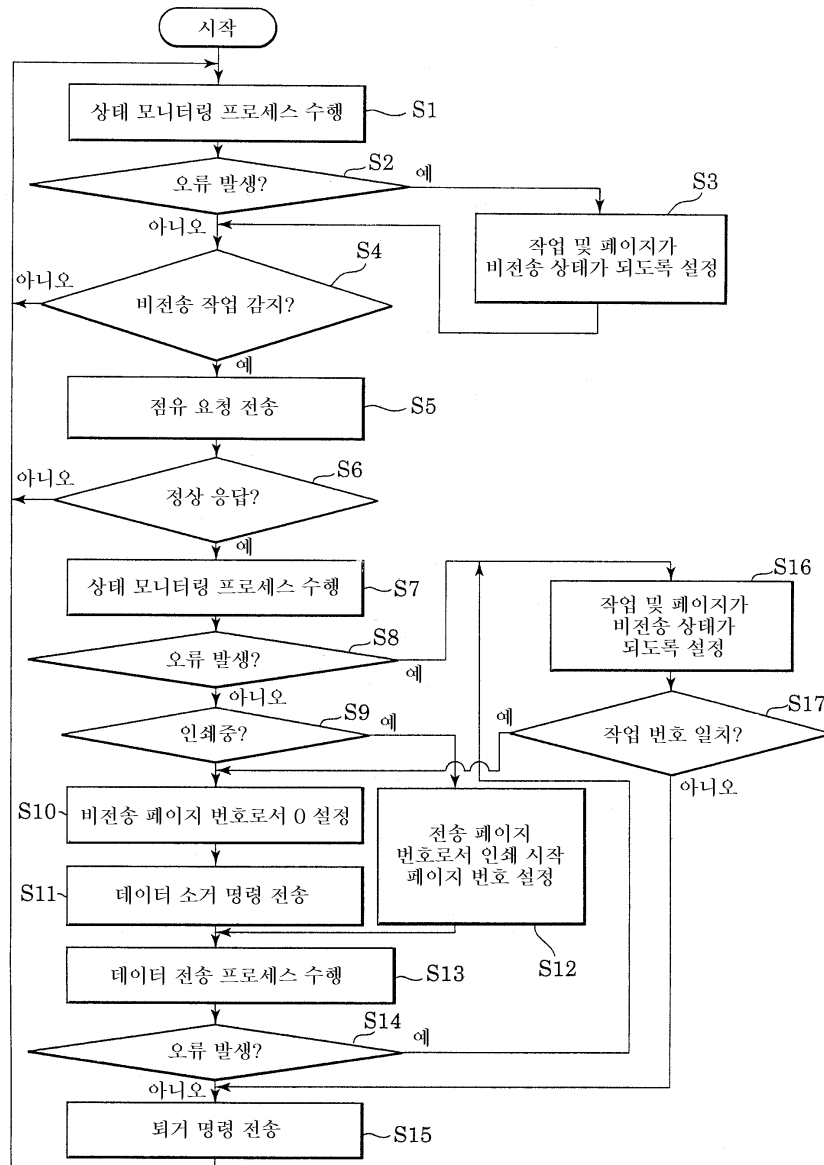 시작
상태 모니터링 프로세스 수행
S1
오류 발생?
S2
예
아니오
S3
작업 및 페이지가
비전송 상태가 되도록 설정
S4
비전송 작업 감지?
아니오
예
점유 요청 전송
S5
S6
정상 응답?
아니오
예
상태 모니터링 프로세스 수행
S7
S8
오류 발생?
예
아니오
S16
작업 및 페이지가
비전송 상태가
되도록 설정
S9
인쇄중?
예
S17
작업 번호 일치?
예
아니오
S10
비전송 페이지 번호로서 0 설정
S11
데이터 소거 명령 전송
전송 페이지
번호로서 인쇄 시작
페이지 번호 설정
S12
데이터 전송 프로세스 수행
S13
S14
오류 발생?
예
아니오
퇴거 명령 전송
S15